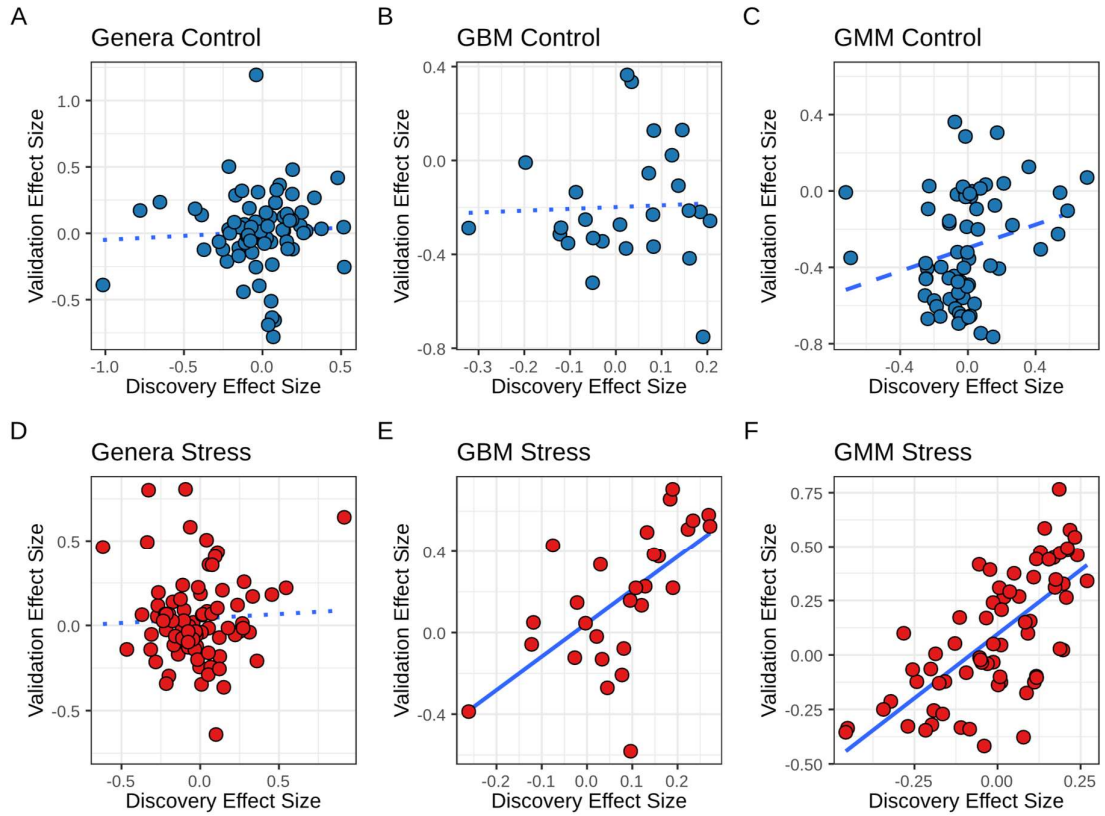 A
Genera Control
Validation Effect Size
1.0
0.5
0.0
-0.5
-1.0
-0.5
0.0
0.5
Discovery Effect Size
B
GBM Control
Validation Effect Size
0.4
0.0
-0.4
-0.8
-0.3
-0.2
-0.1
0.0
0.1
0.2
Discovery Effect Size
C
GMM Control
Validation Effect Size
0.4
0.0
-0.4
-0.8
-0.4
0.0
0.4
Discovery Effect Size
D
Genera Stress
Validation Effect Size
0.5
0.0
-0.5
-0.5
0.0
0.5
Discovery Effect Size
E
GBM Stress
Validation Effect Size
0.4
0.0
-0.4
-0.2
-0.1
0.0
0.1
0.2
Discovery Effect Size
F
GMM Stress
Validation Effect Size
0.75
0.50
0.25
0.00
-0.25
-0.50
-0.25
0.00
0.25
Discovery Effect Size